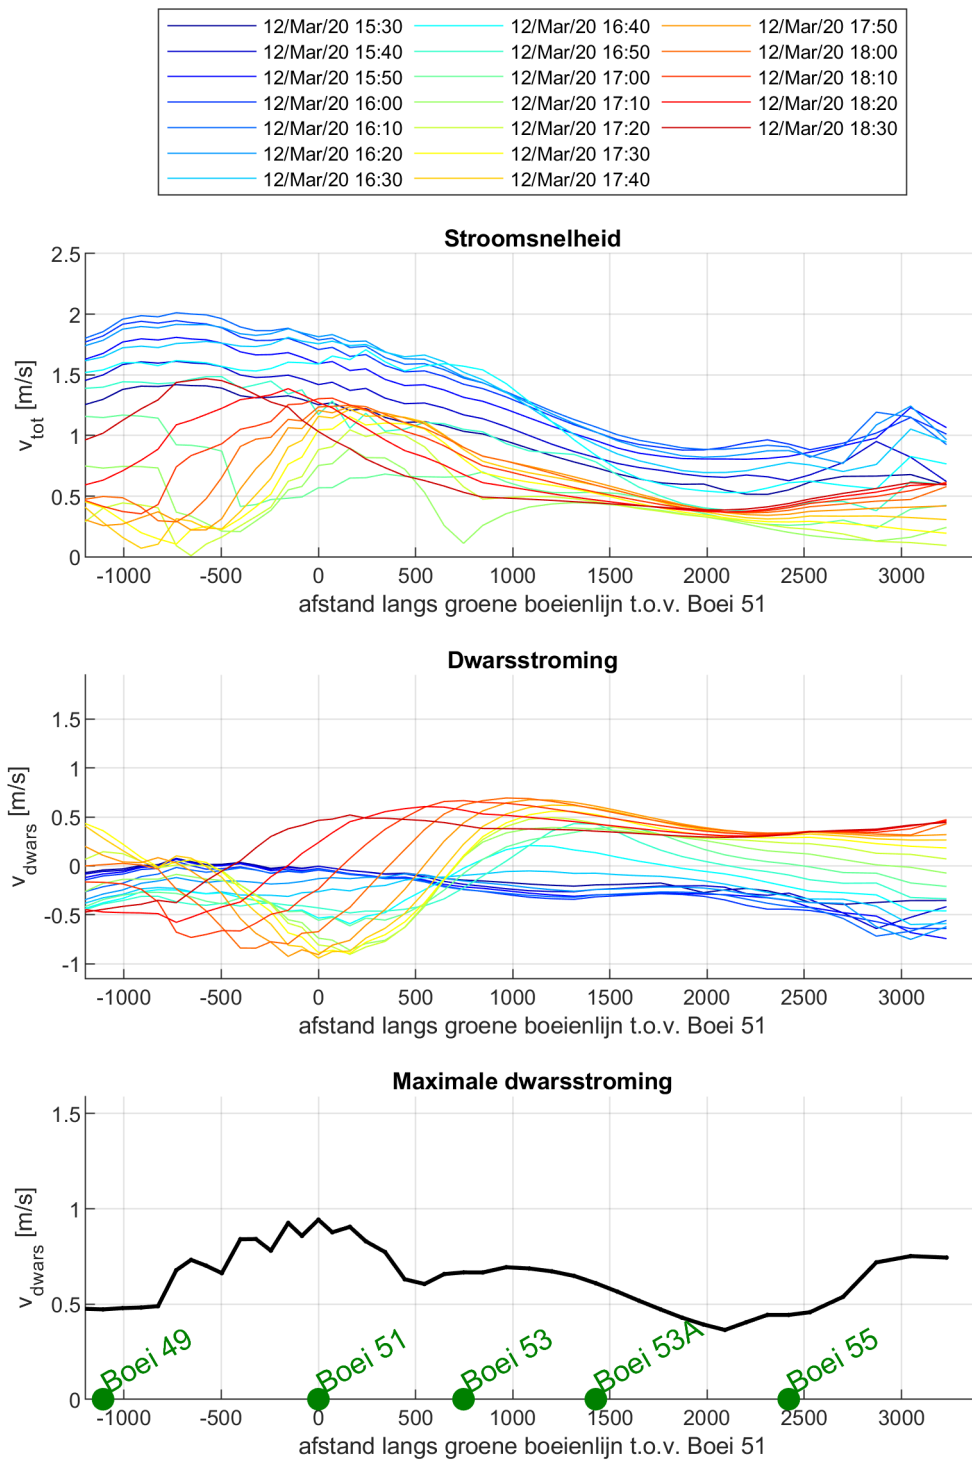 12/Mar/20 15:30 12/Mar/20 16:40 12/Mar/20 17:50
12/Mar/20 15:40 12/Mar/20 16:50 12/Mar/20 18:00
12/Mar/20 15:50 12/Mar/20 17:00 12/Mar/20 18:10
12/Mar/20 16:00 12/Mar/20 17:10 12/Mar/20 18:20
12/Mar/20 16:10 12/Mar/20 17:20 12/Mar/20 18:30
12/Mar/20 16:20 12/Mar/20 17:30
12/Mar/20 16:30 12/Mar/20 17:40
Stroomsnelheid
2.5
2
1.5
1
0.5
0
v_tot [m/s]
-1000 -500 0 500 1000 1500 2000 2500 3000
afstand langs groene boeienlijn t.o.v. Boei 51
Dwarsstroming
1.5
1
0.5
0
-0.5
-1
v_dwars [m/s]
-1000 -500 0 500 1000 1500 2000 2500 3000
afstand langs groene boeienlijn t.o.v. Boei 51
Maximale dwarsstroming
1.5
1
0.5
0
v_dwars [m/s]
Boei 49 Boei 51 Boei 53 Boei 53A Boei 55
-1000 -500 0 500 1000 1500 2000 2500 3000
afstand langs groene boeienlijn t.o.v. Boei 51